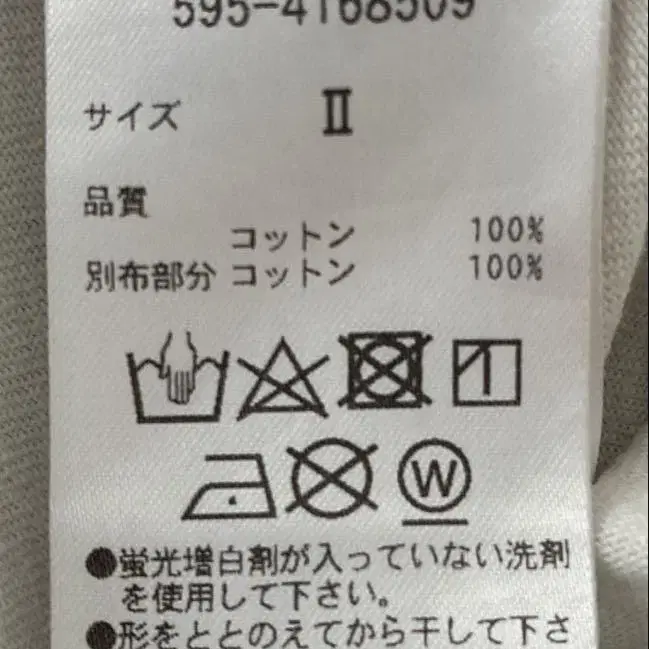 595-4168509
サイズ Ⅱ
品質
コットン 100%
別布部分 コットン 100%
W
●蛍光増白剤が入っていない洗剤
を使用して下さい。
●形をととのえてから干して下さ